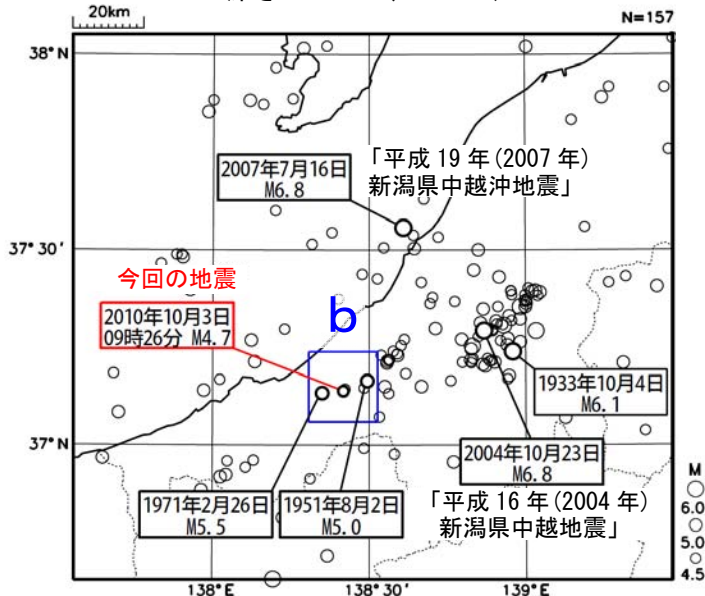 20km
N=157
38°N
2007年7月16日
M6.8
「平成 19 年(2007 年)
新潟県中越沖地震」
37°30′
今回の地震
2010年10月3日
09時26分 M4.7
b
1933年10月4日
M6.1
37°N
2004年10月23日
M6.8
「平成 16 年(2004 年)
新潟県中越地震」
1971年2月26日
M5.5
1951年8月2日
M5.0
M
6.0
5.0
4.5
138°E
138°30′
139°E